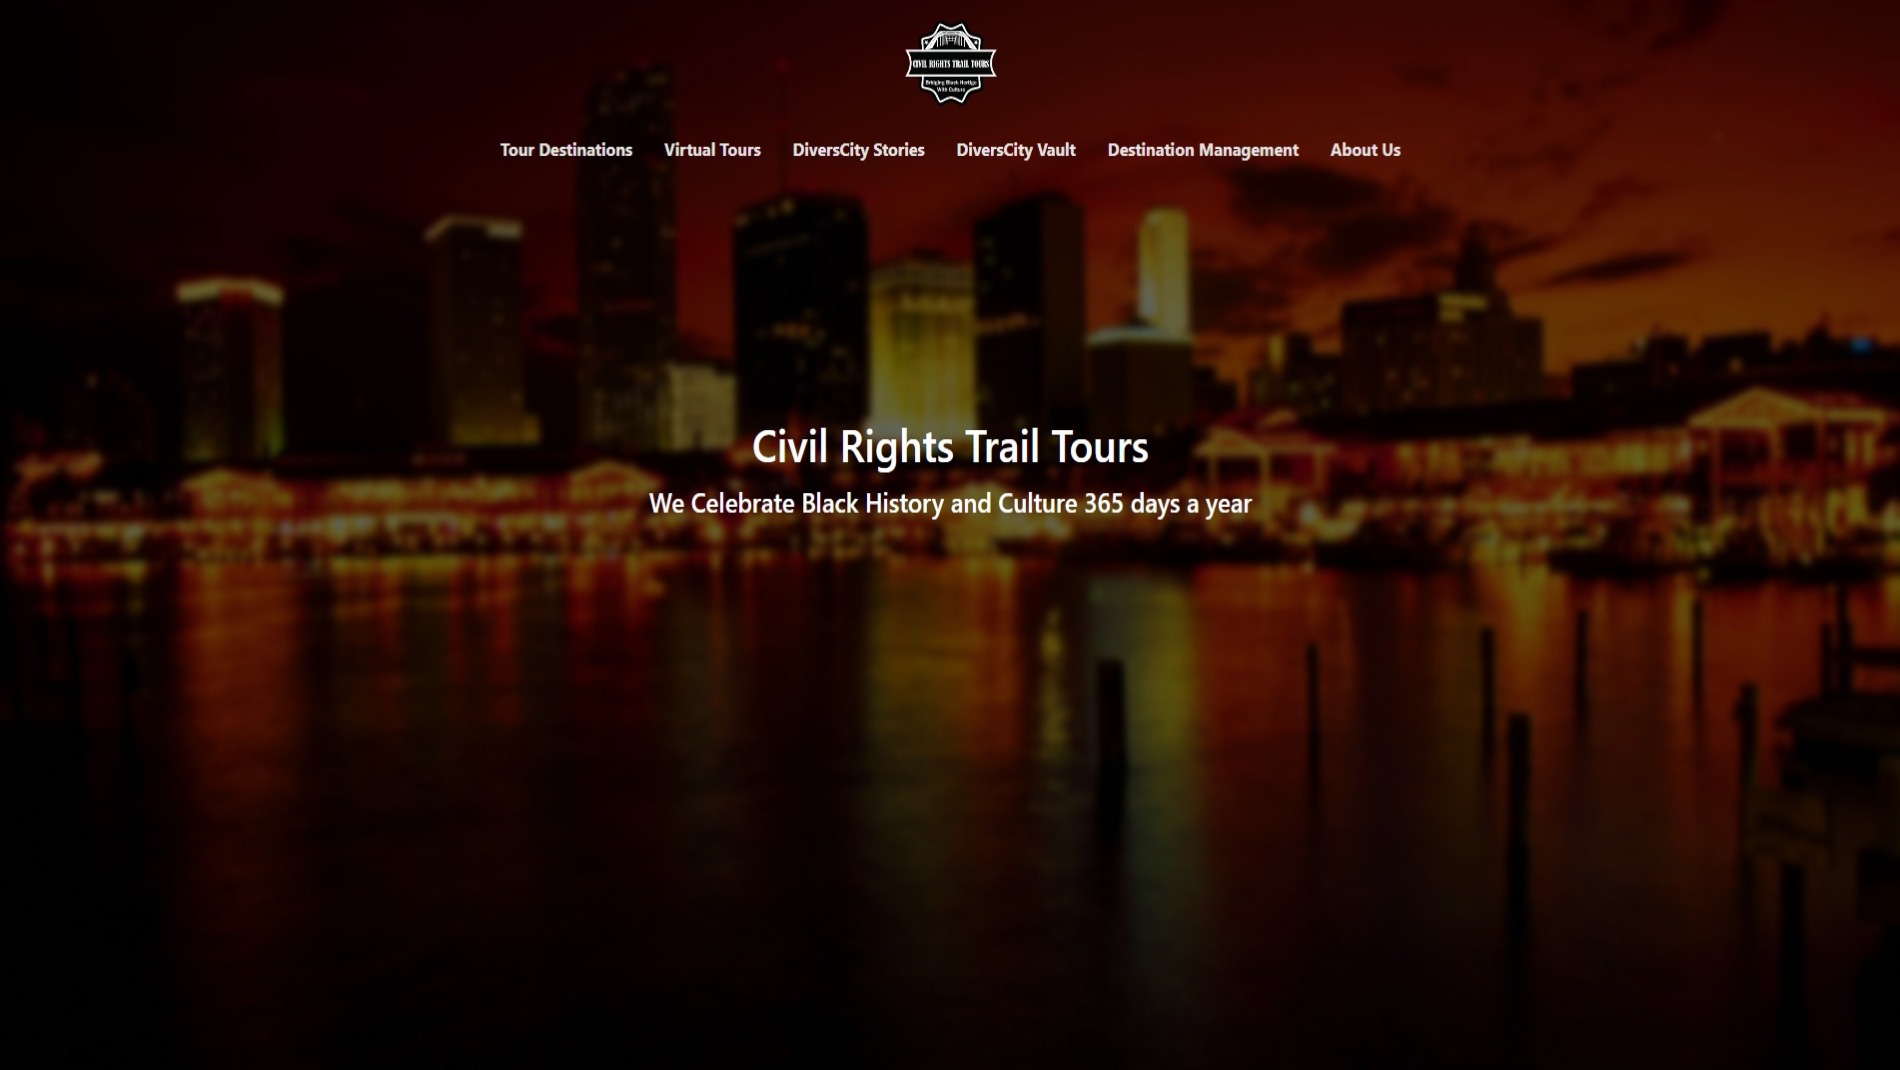 CIVIL RIGHTS TRAIL TOURS
Bridging Black Heritge
With Culture
Tour Destinations Virtual Tours DiversCity Stories DiversCity Vault Destination Management About Us
Civil Rights Trail Tours
We Celebrate Black History and Culture 365 days a year